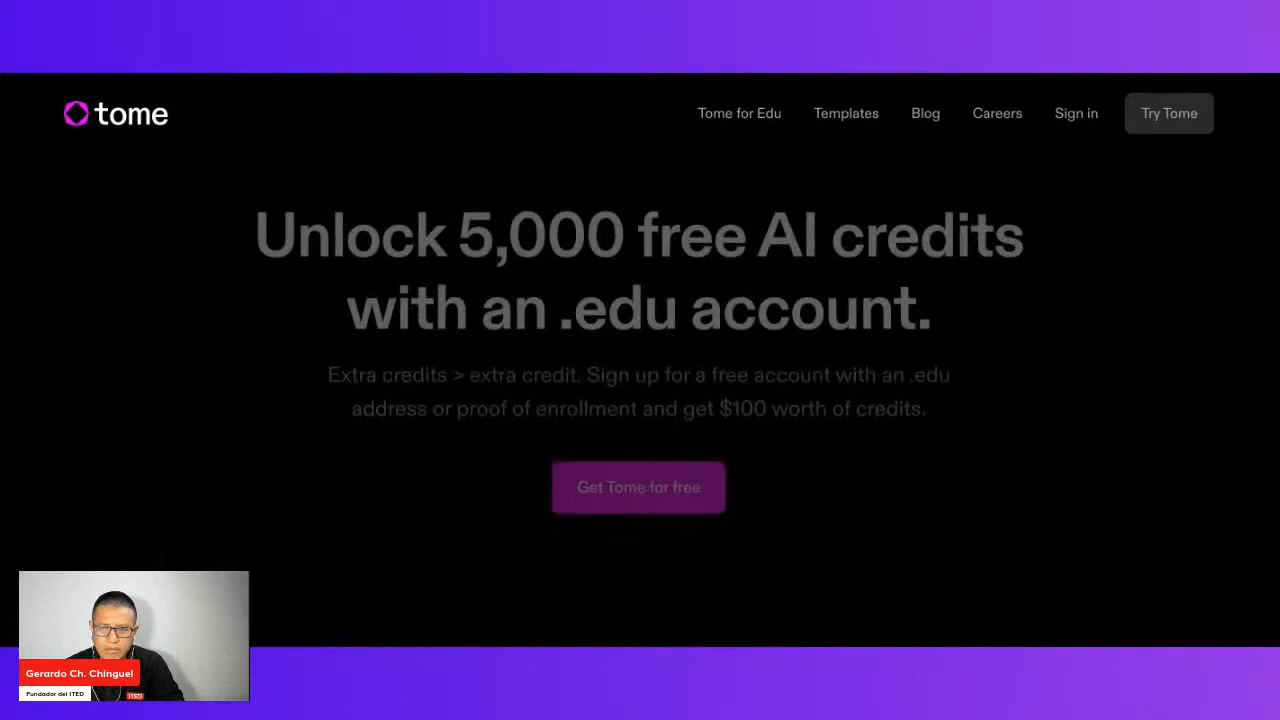 tome
Tome for Edu
Templates
Blog
Careers
Sign in
Try Tome
Unlock 5,000 free AI credits
with an .edu account.
Extra credits > extra credit. Sign up for a free account with an .edu
address or proof of enrollment and get $100 worth of credits.
Get Tome for free
Gerardo Ch. Chinguel
Fundador del ITED
ITED